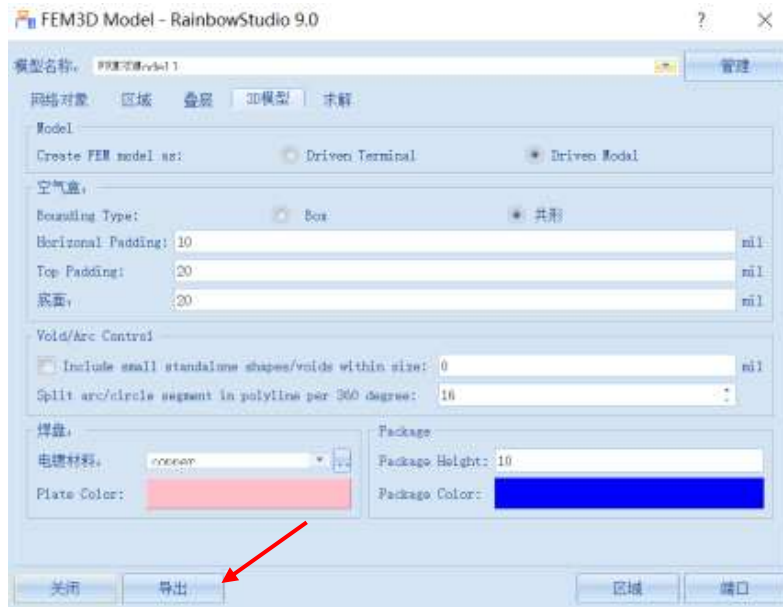 FEM3D Model - RainbowStudio 9.0 ? ×
模型名称: 管理
网络对象 区域 叠层 3D模型 求解
Model
Create FEM model as: Driven Terminal Driven Modal
空气盒:
Bounding Type: Box 共形
Horizonal Padding: 10 mil
Top Padding: 20 mil
底面: 20 mil
Void/Arc Control
Include small standalone shapes/voids within size: 0 mil
Split arc/circle segment in polyline per 360 degree: 16
焊盘: Package
电镀材料: copper Package Height: 10
Plate Color: Package Color:
关闭 导出 区域 端口